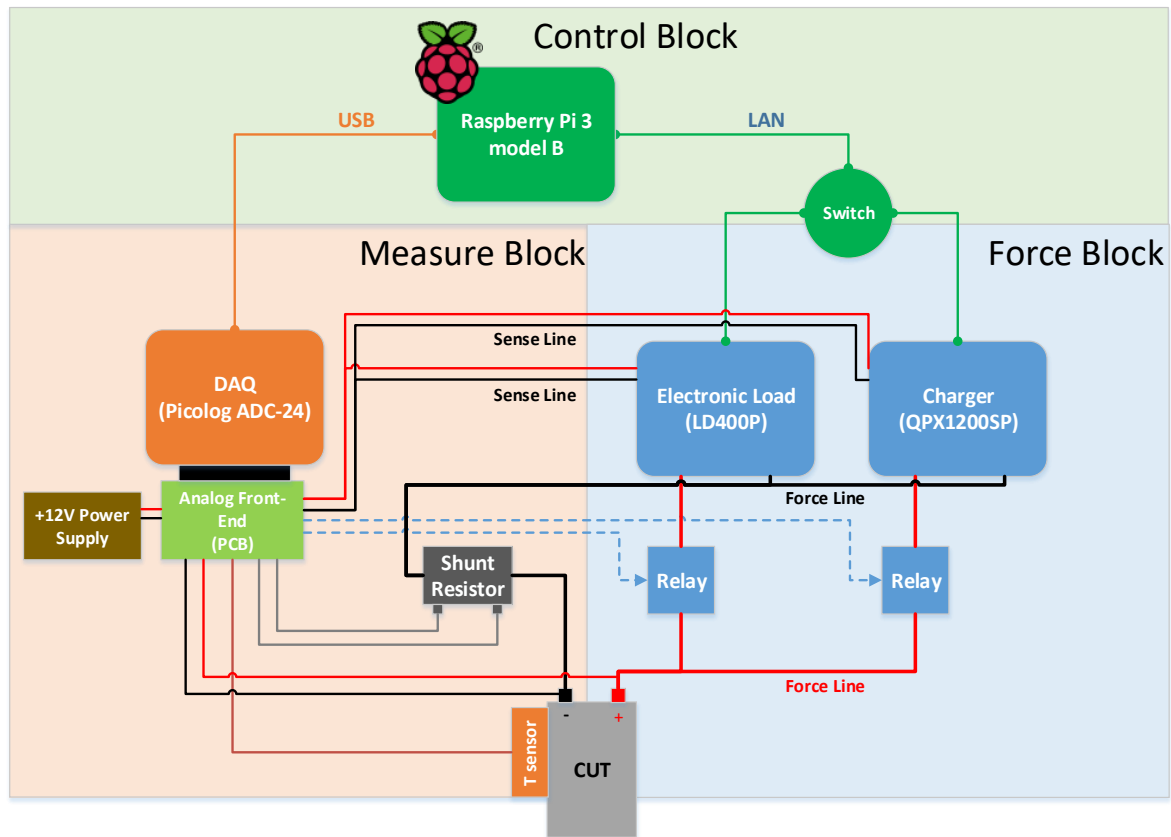 Control Block
®
Raspberry Pi 3
model B
USB
LAN
Switch
Measure Block
Force Block
Sense Line
Sense Line
DAQ
(Picolog ADC-24)
Electronic Load
(LD400P)
Charger
(QPX1200SP)
+12V Power
Supply
Analog Front-
End
(PCB)
Force Line
Shunt
Resistor
Relay
Relay
Force Line
T sensor
-
+
CUT